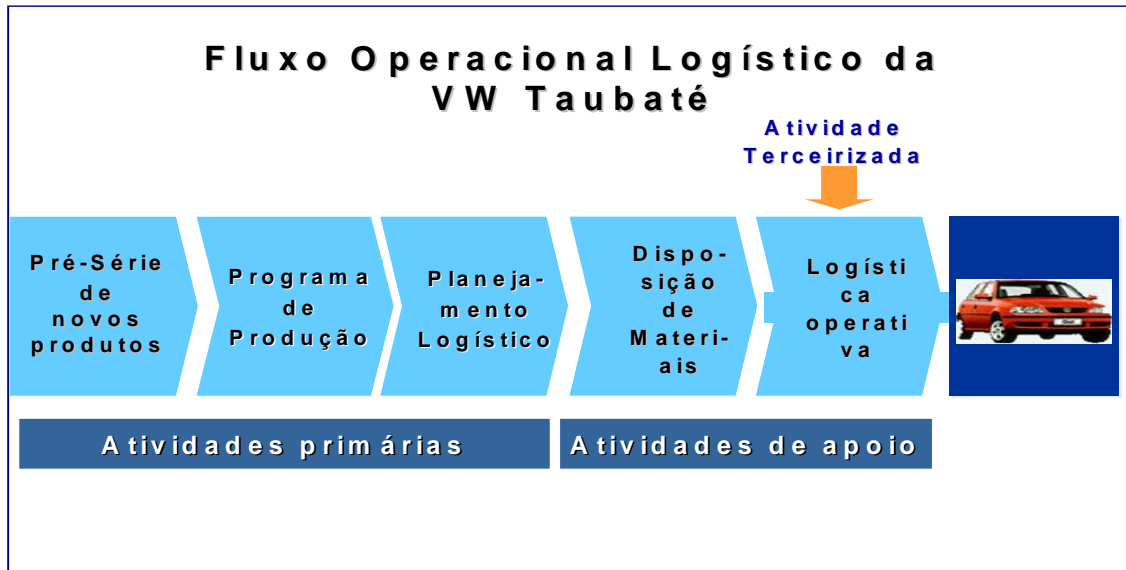 Fluxo Operacional Logístico da
VW Taubaté
Atividade
Terceirizada
Pré-Série
de
novos
produtos
Programa
de
Produção
Planeja-
mento
Logístico
Dispo-
sição
de
Materi-
ais
Logísti
ca
operati
va
Atividades primárias
Atividades de apoio